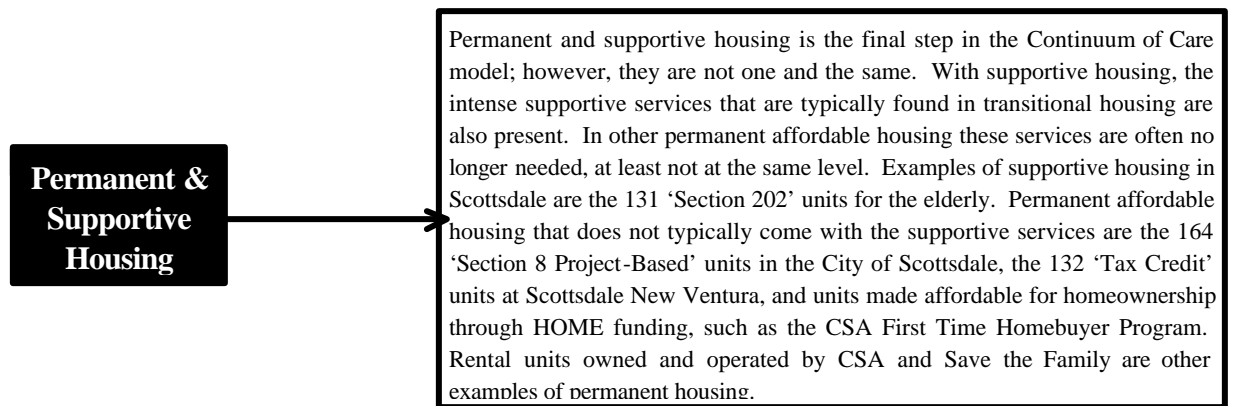 Permanent &
Supportive
Housing
Permanent and supportive housing is the final step in the Continuum of Care
model; however, they are not one and the same. With supportive housing, the
intense supportive services that are typically found in transitional housing are
also present. In other permanent affordable housing these services are often no
longer needed, at least not at the same level. Examples of supportive housing in
Scottsdale are the 131 ‘Section 202’ units for the elderly. Permanent affordable
housing that does not typically come with the supportive services are the 164
‘Section 8 Project-Based’ units in the City of Scottsdale, the 132 ‘Tax Credit’
units at Scottsdale New Ventura, and units made affordable for homeownership
through HOME funding, such as the CSA First Time Homebuyer Program.
Rental units owned and operated by CSA and Save the Family are other
examples of permanent housing.